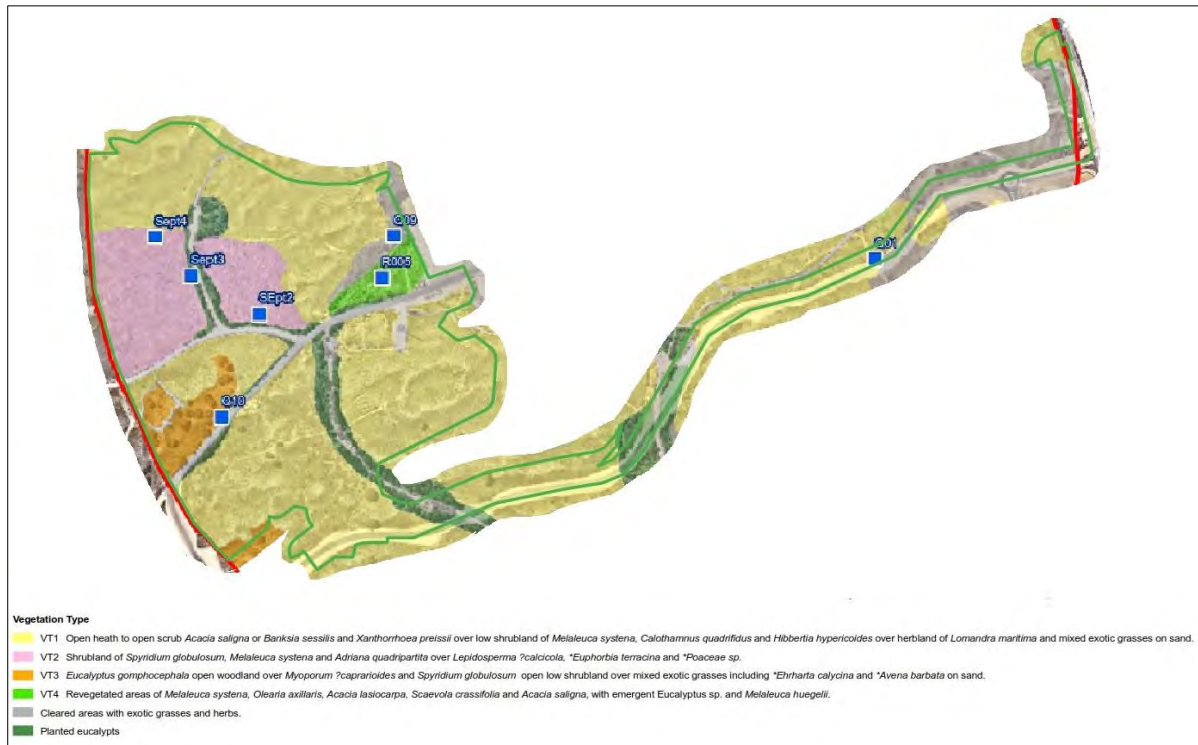 Sept4
Q09
Sept3
R005
Q01
SEpt2
Q10
Vegetation Type
VT1 Open heath to open scrub Acacia saligna or Banksia sessilis and Xanthorrhoea preissii over low shrubland of Melaleuca systena, Calothamnus quadrifidus and Hibbertia hypericoides over herbland of Lomandra maritima and mixed exotic grasses on sand.
VT2 Shrubland of Spyridium globulosum, Melaleuca systena and Adriana quadripartita over Lepidosperma ?calcicola, *Euphorbia terracina and *Poaceae sp.
VT3 Eucalyptus gomphocephala open woodland over Myoporum ?caprarioides and Spyridium globulosum open low shrubland over mixed exotic grasses including *Ehrharta calycina and *Avena barbata on sand.
VT4 Revegetated areas of Melaleuca systena, Olearia axillaris, Acacia lasiocarpa, Scaevola crassifolia and Acacia saligna, with emergent Eucalyptus sp. and Melaleuca huegelii.
Cleared areas with exotic grasses and herbs.
Planted eucalypts